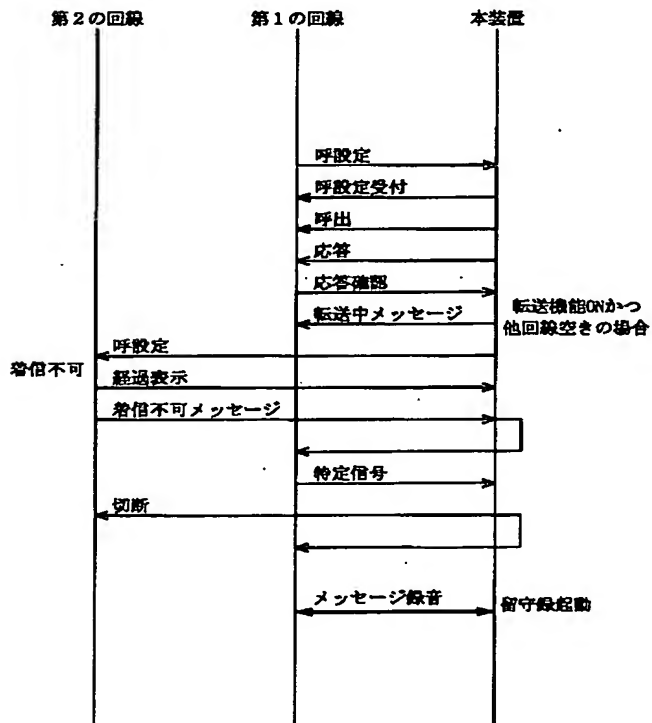 第2の回線
第1の回線
本装置
呼設定
呼設定受付
呼出
応答
応答確認
転送中メッセージ
転送機能ONかつ
他回線空きの場合
呼設定
着信不可
経過表示
着信不可メッセージ
特定信号
切断
メッセージ録音
留守録起動